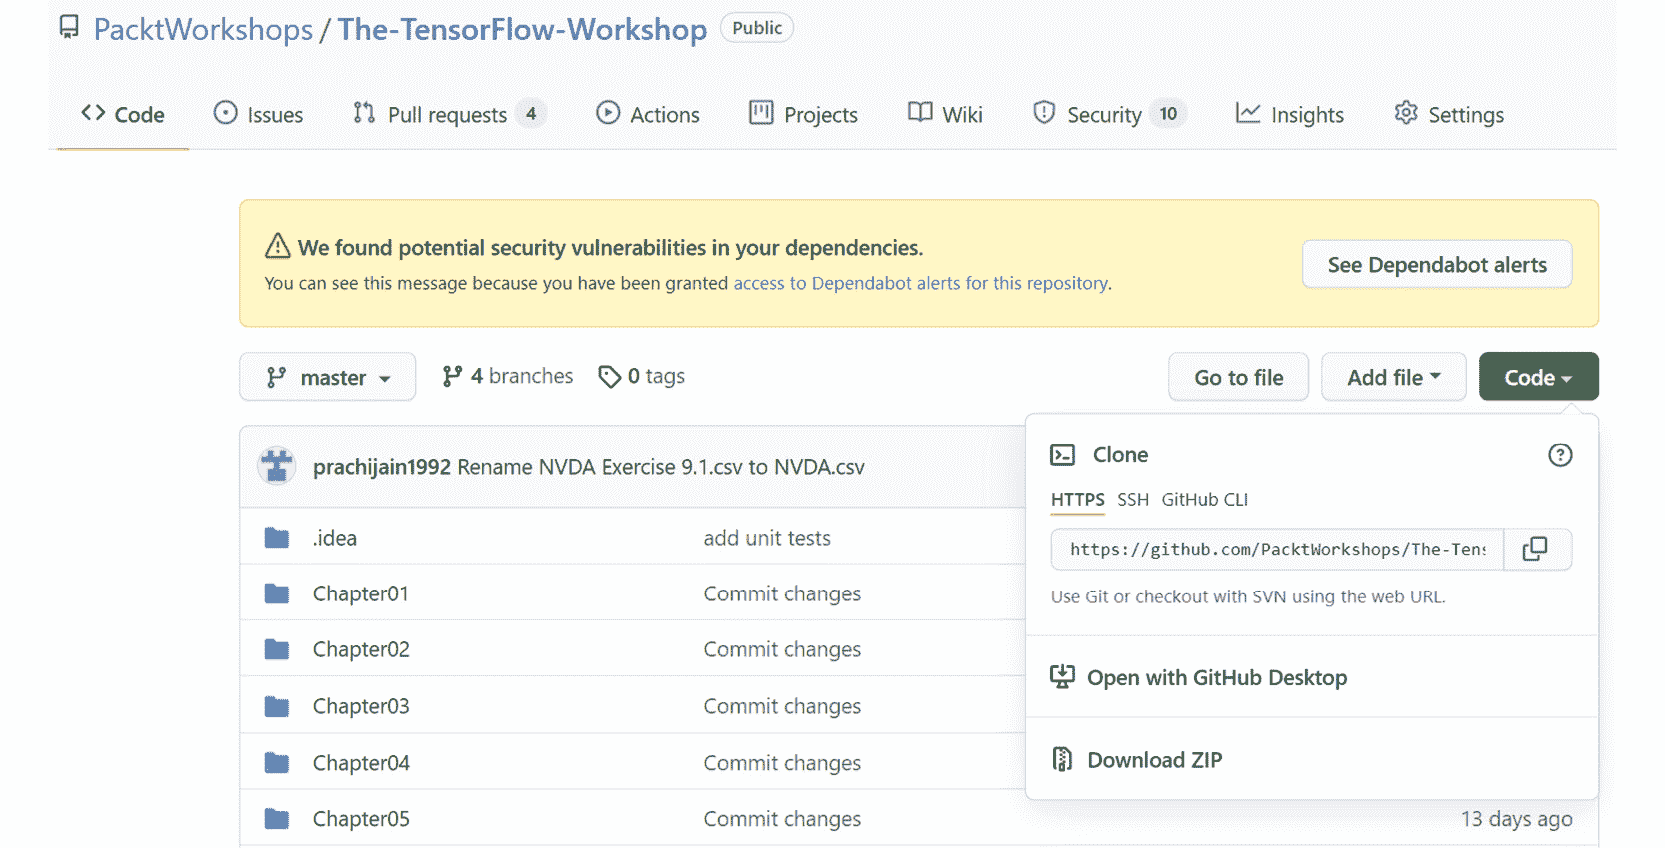 PacktWorkshops / The-TensorFlow-Workshop Public
Code Issues Pull requests 4 Actions Projects Wiki Security 10 Insights Settings
We found potential security vulnerabilities in your dependencies.
You can see this message because you have been granted access to Dependabot alerts for this repository.
See Dependabot alerts
master 4 branches 0 tags Go to file Add file Code
prachijain1992 Rename NVDA Exercise 9.1.csv to NVDA.csv
.idea add unit tests
Chapter01 Commit changes
Chapter02 Commit changes
Chapter03 Commit changes
Chapter04 Commit changes
Chapter05 Commit changes 13 days ago
Clone
HTTPS SSH GitHub CLI
https://github.com/PacktWorkshops/The-Tens
Use Git or checkout with SVN using the web URL.
Open with GitHub Desktop
Download ZIP